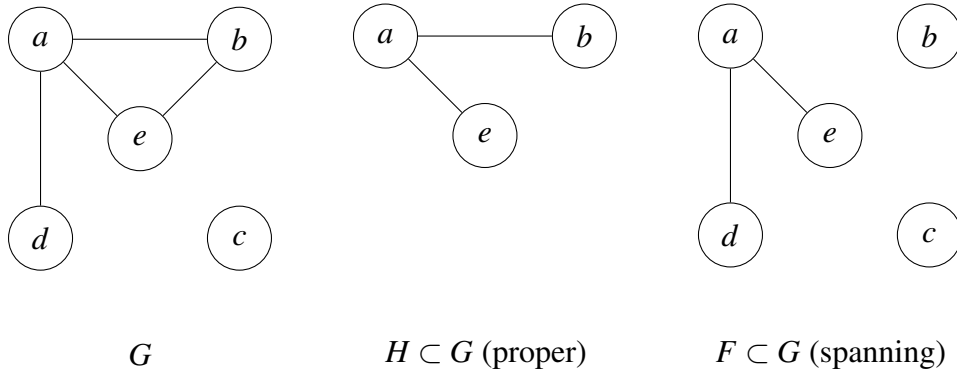 a b a b a b
e e e
d c d c
G H ⊂ G (proper) F ⊂ G (spanning)